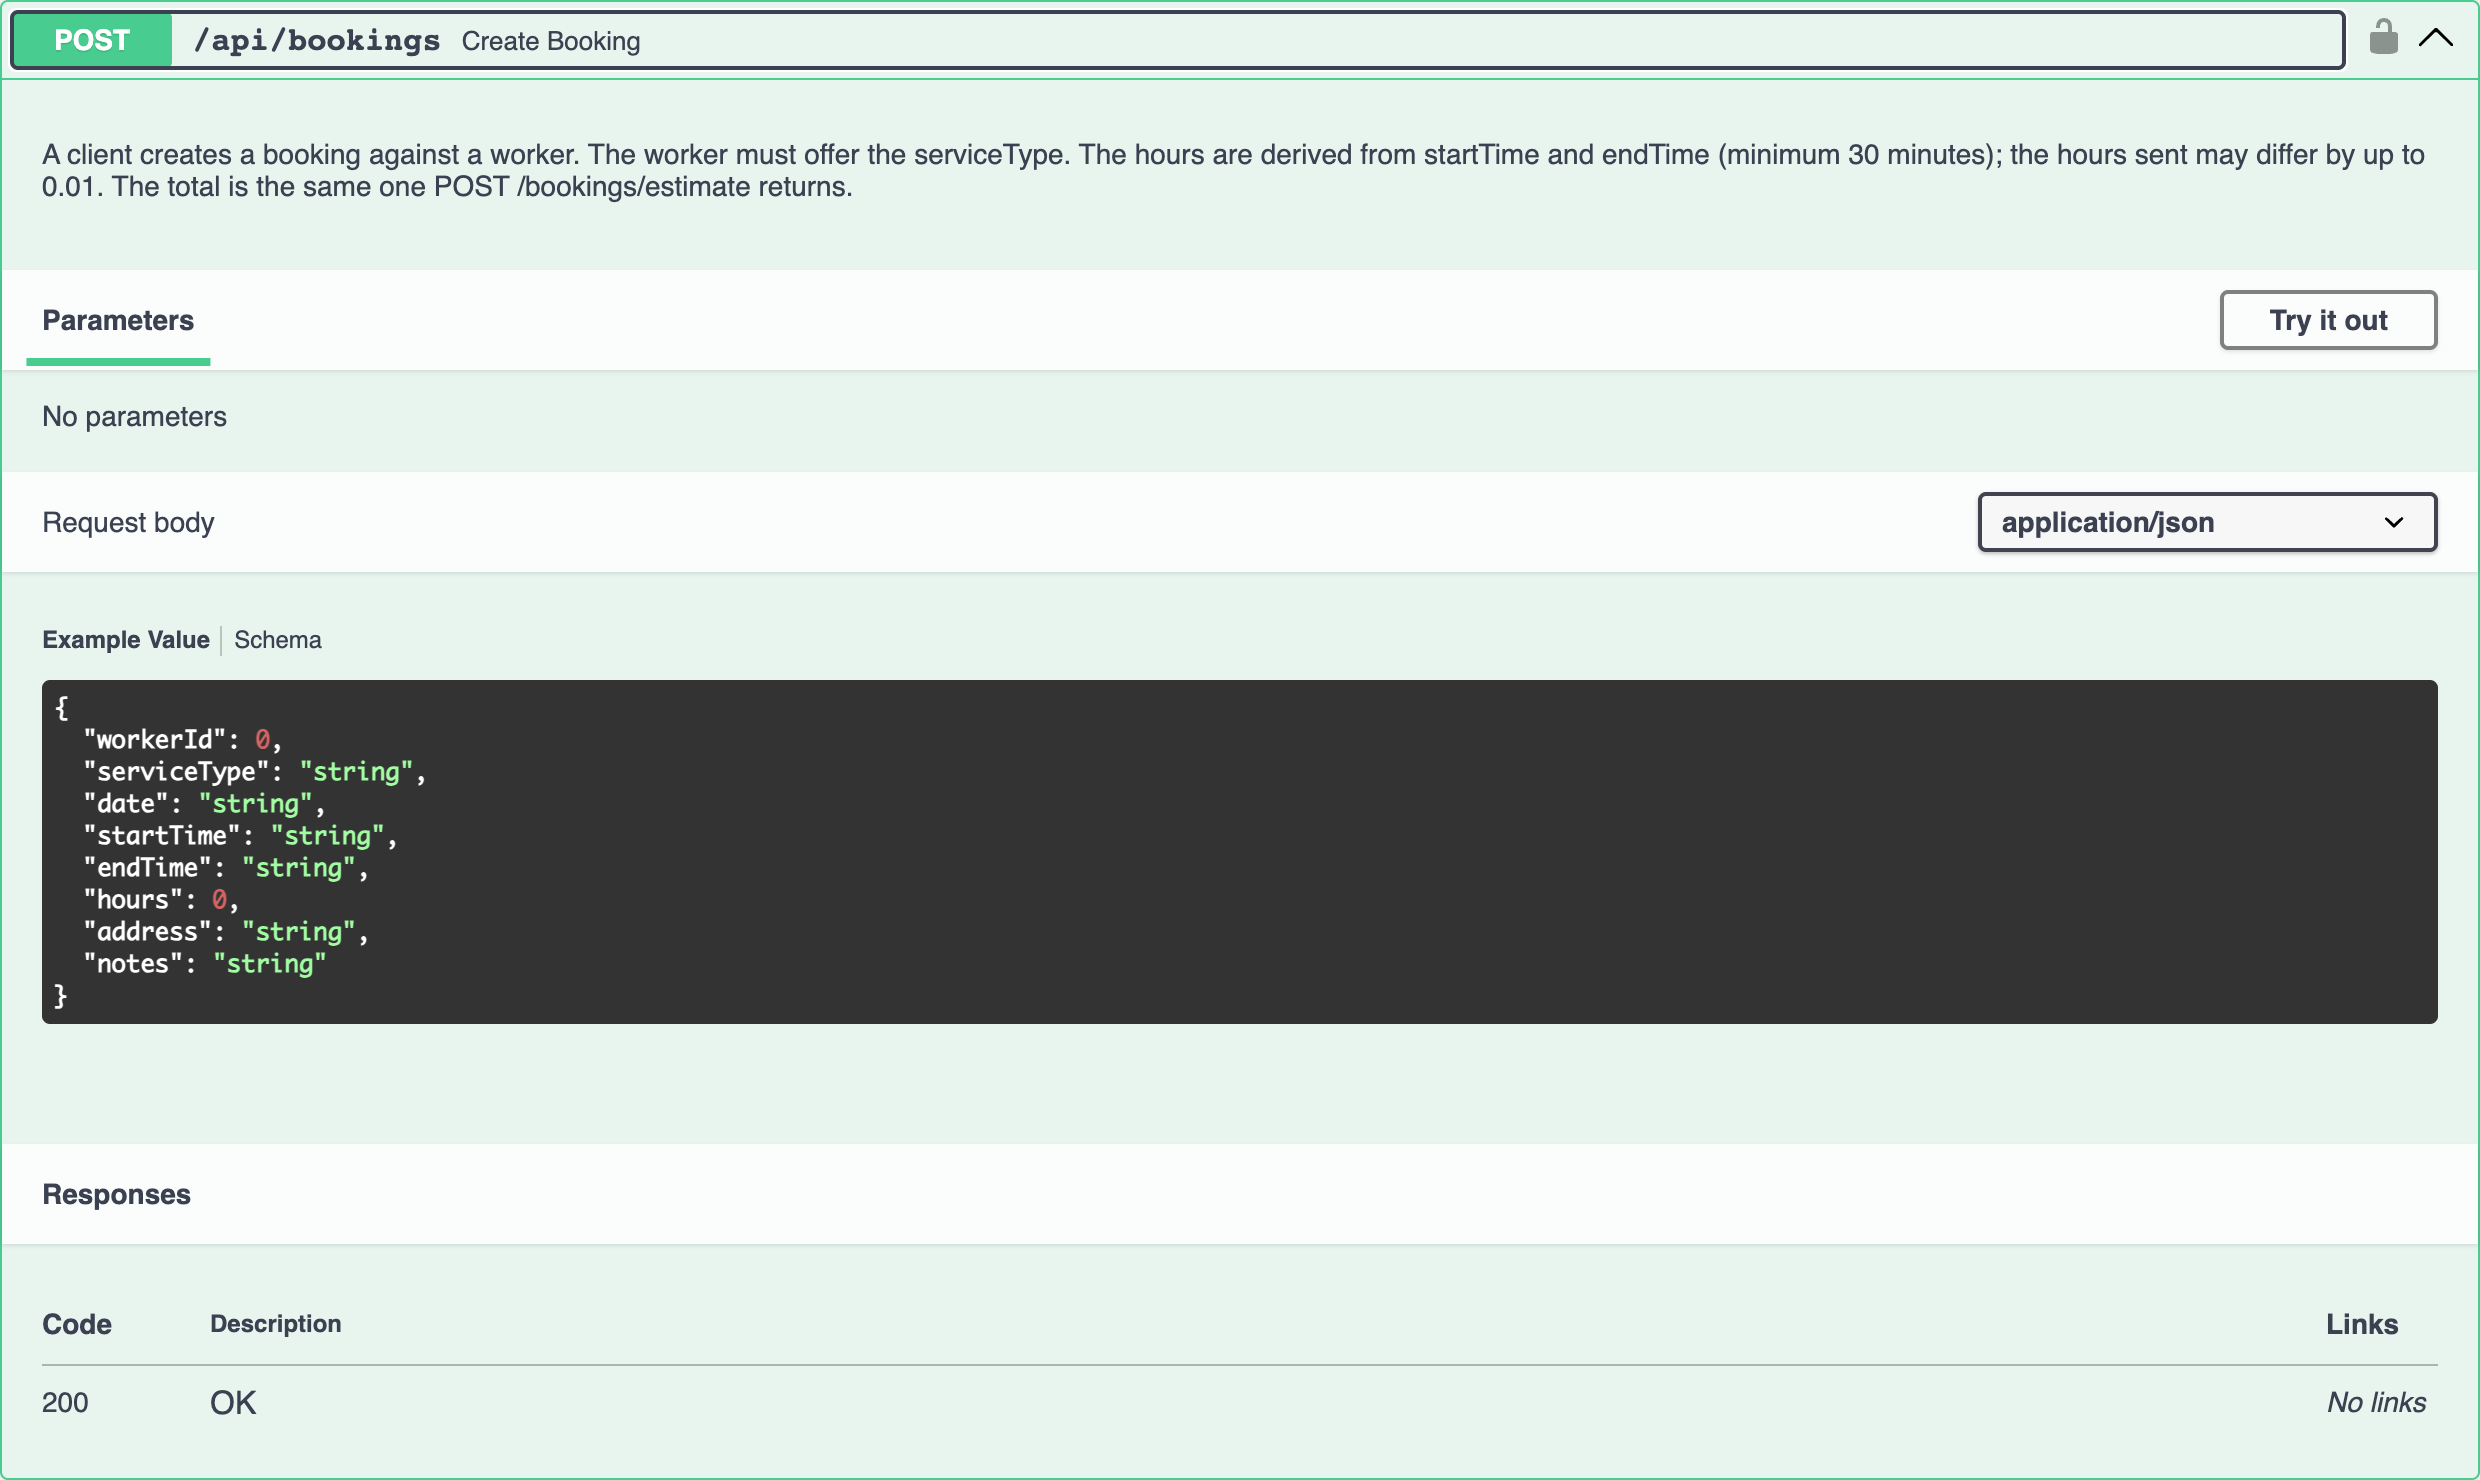 POST /api/bookings Create Booking
A client creates a booking against a worker. The worker must offer the serviceType. The hours are derived from startTime and endTime (minimum 30 minutes); the hours sent may differ by up to
0.01. The total is the same one POST /bookings/estimate returns.
Parameters
Try it out
No parameters
Request body
application/json
Example Value Schema
{
"workerId": 0,
"serviceType": "string",
"date": "string",
"startTime": "string",
"endTime": "string",
"hours": 0,
"address": "string",
"notes": "string"
}
Responses
Code Description Links
200 OK No links